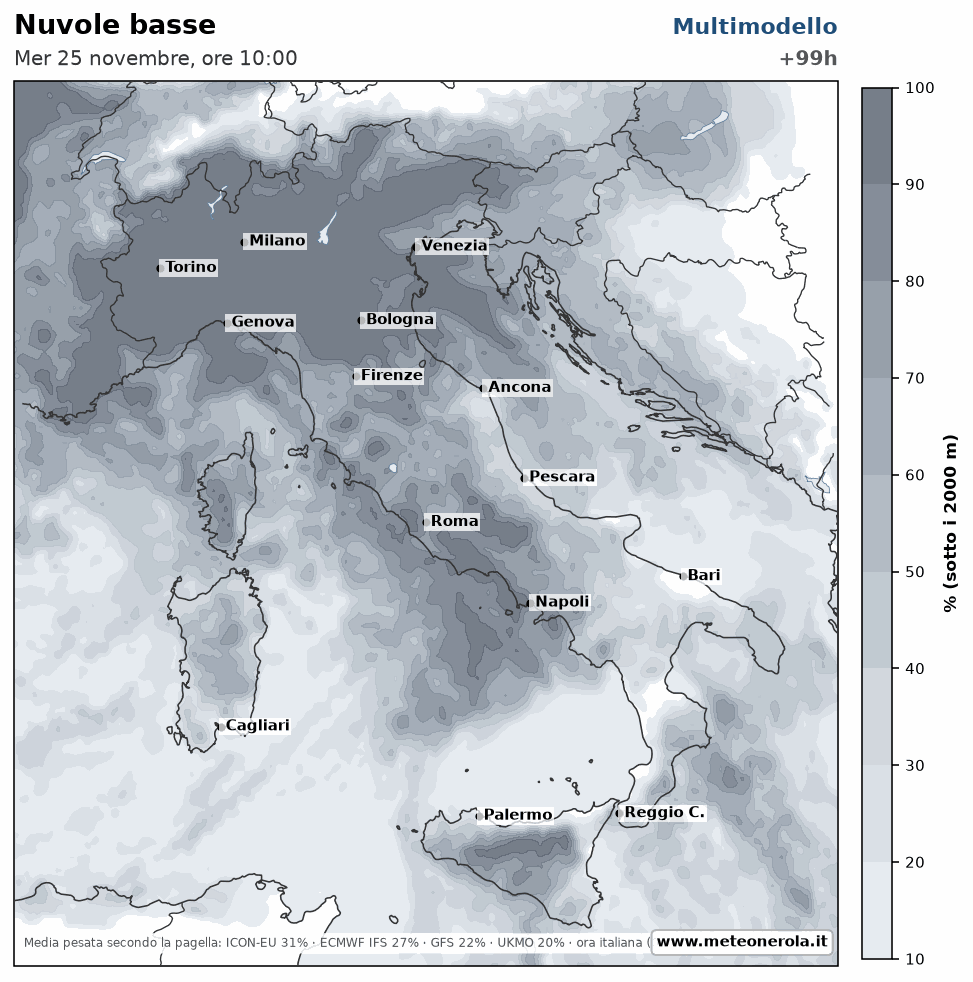 Nuvole basse
Multimodello
Mer 25 novembre, ore 10:00
+99h
100
90
80
70
60
50
40
30
20
10
% (sotto i 2000 m)
Milano
Venezia
Torino
Genova
Bologna
Firenze
Ancona
Pescara
Roma
Bari
Napoli
Cagliari
Palermo
Reggio C.
Media pesata secondo la pagella: ICON-EU 31% · ECMWF IFS 27% · GFS 22% · UKMO 20% · ora italiana (
www.meteonerola.it